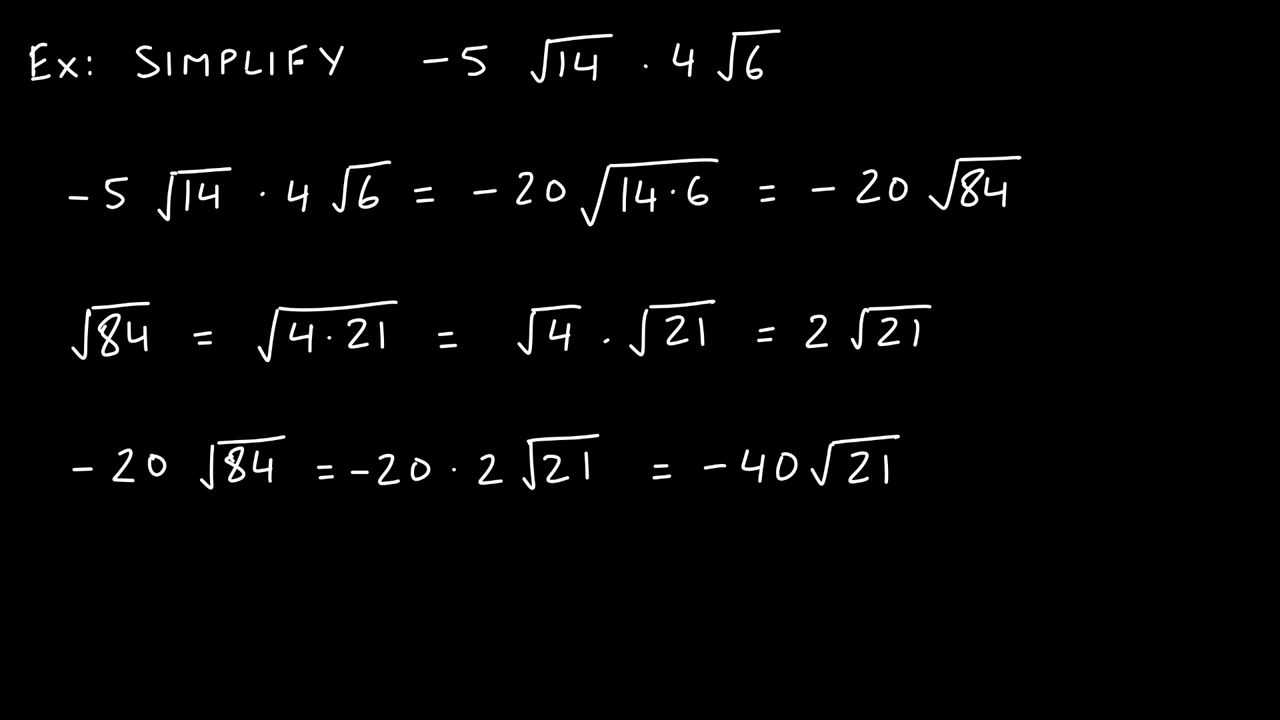 Ex: SIMPLIFY -5 √14 · 4 √6
-5 √14 · 4 √6 = -20 √14·6 = -20 √84
√84 = √4·21 = √4 · √21 = 2 √21
-20 √84 = -20 · 2 √21 = -40 √21